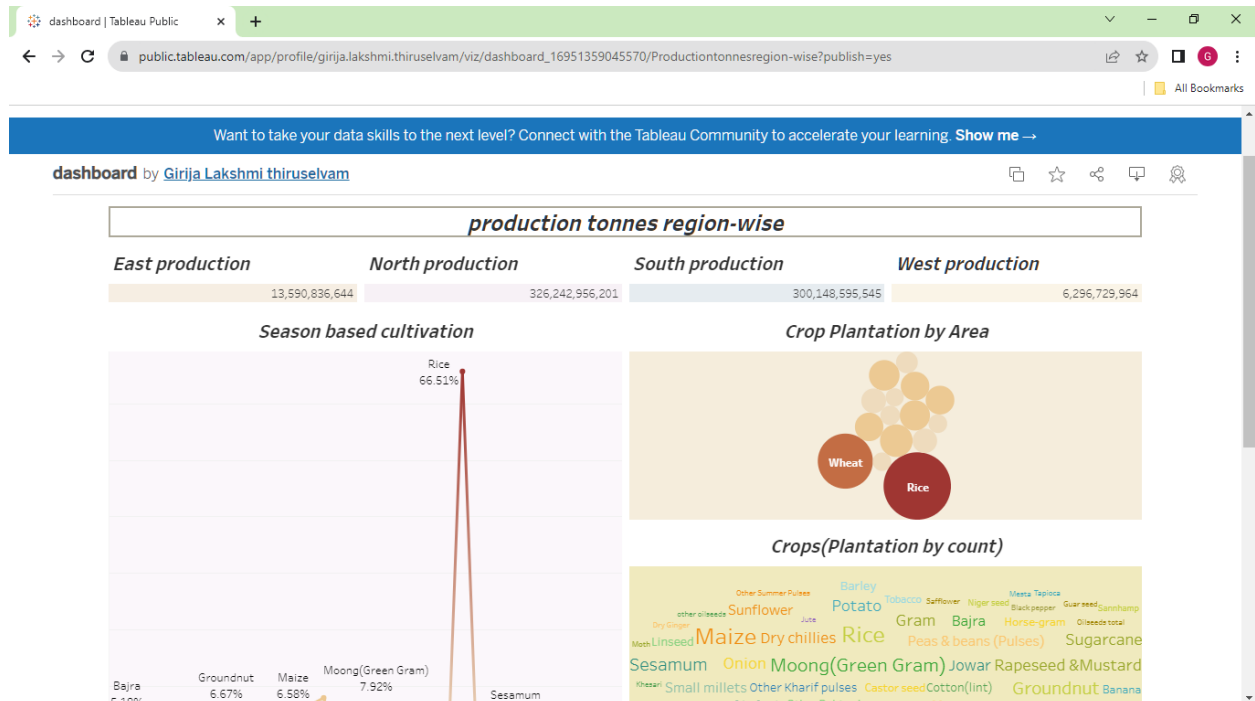 dashboard | Tableau Public
public.tableau.com/app/profile/girija.lakshmi.thiruselvam/viz/dashboard_16951359045570/Productiontonnesregion-wise?publish=yes
G
All Bookmarks
Want to take your data skills to the next level? Connect with the Tableau Community to accelerate your learning. Show me →
dashboard by Girija Lakshmi thiruselvam
production tonnes region-wise
East production North production South production West production
13,590,836,644 326,242,956,201 300,148,595,545 6,296,729,964
Season based cultivation
Rice
66.51%
Moong(Green Gram)
7.92%
Groundnut
6.67%
Maize
6.58%
Bajra
Sesamum
Crop Plantation by Area
Wheat
Rice
Crops(Plantation by count)
Barley
Other Summer Pulses
Mesta Tapioca
Tobacco Safflower Niger seed
Potato
Black pepper Guar seed Sannhamp
other oilseeds Sunflower
Jute
Gram Bajra Horse-gram Oilseeds total
Dry Ginger
Moth Linseed Maize Dry chillies Rice Peas & beans (Pulses) Sugarcane
Sesamum Onion Moong(Green Gram) Jowar Rapeseed &Mustard
Khesari Small millets Other Kharif pulses Castor seed Cotton(lint) Groundnut Banana